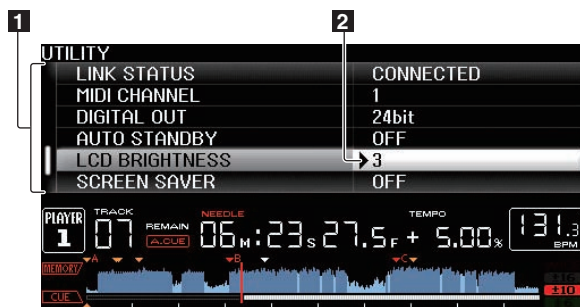 1 2
UTILITY
LINK STATUS CONNECTED
MIDI CHANNEL 1
DIGITAL OUT 24bit
AUTO STANDBY OFF
LCD BRIGHTNESS 3
SCREEN SAVER OFF
PLAYER 1 TRACK 07 REMAIN A.CUE NEEDLE 06M:23S27.5F TEMPO + 5.00% 131.3 BPM
A B C
MEMORY
CUE ±10